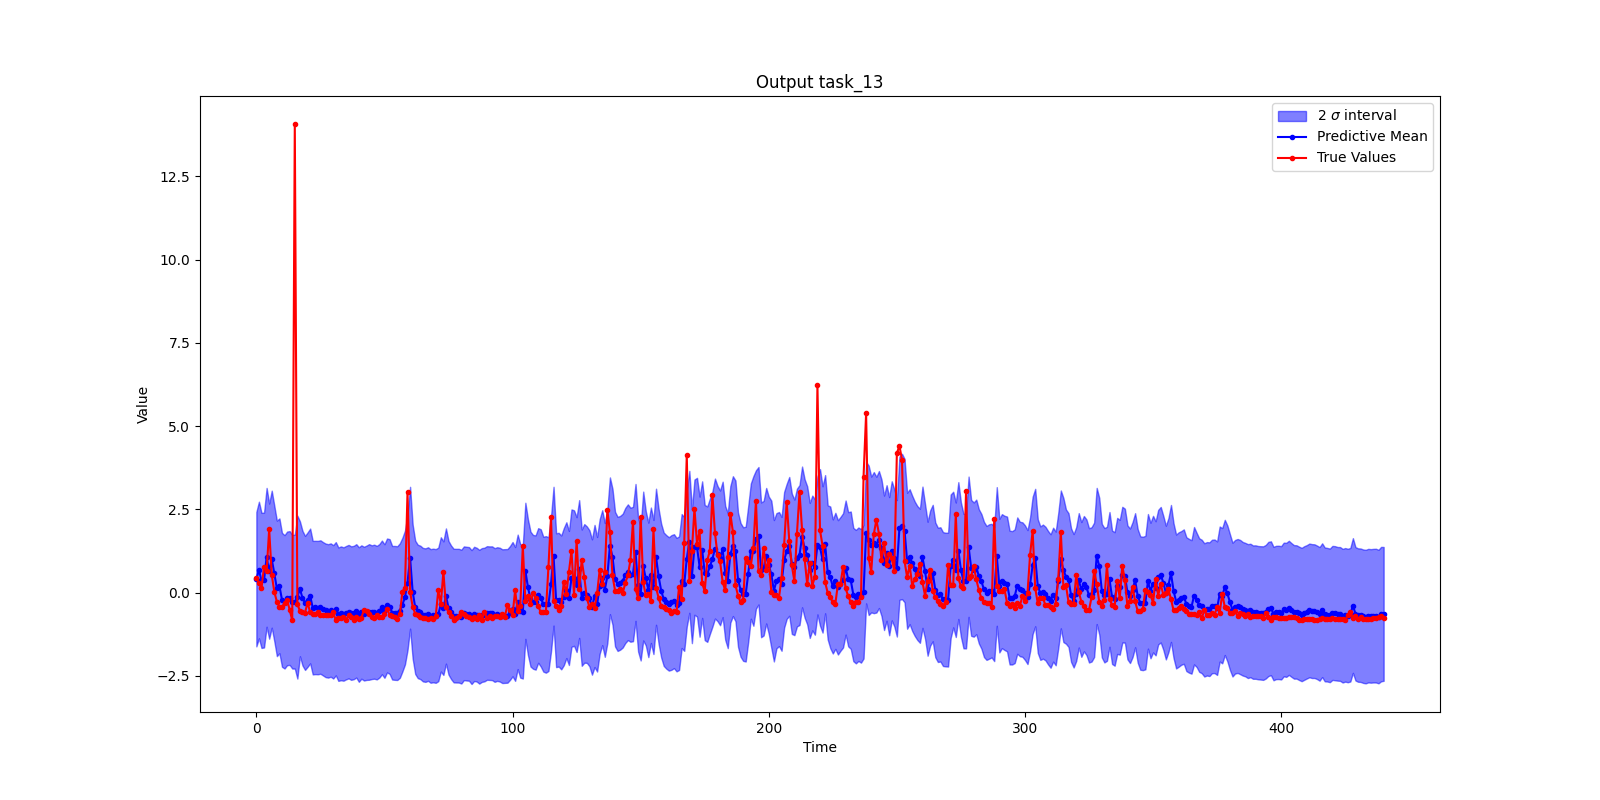 Output task_13
2 σ interval
Predictive Mean
True Values
12.5
10.0
7.5
5.0
2.5
0.0
−2.5
Value
0
100
200
300
400
Time